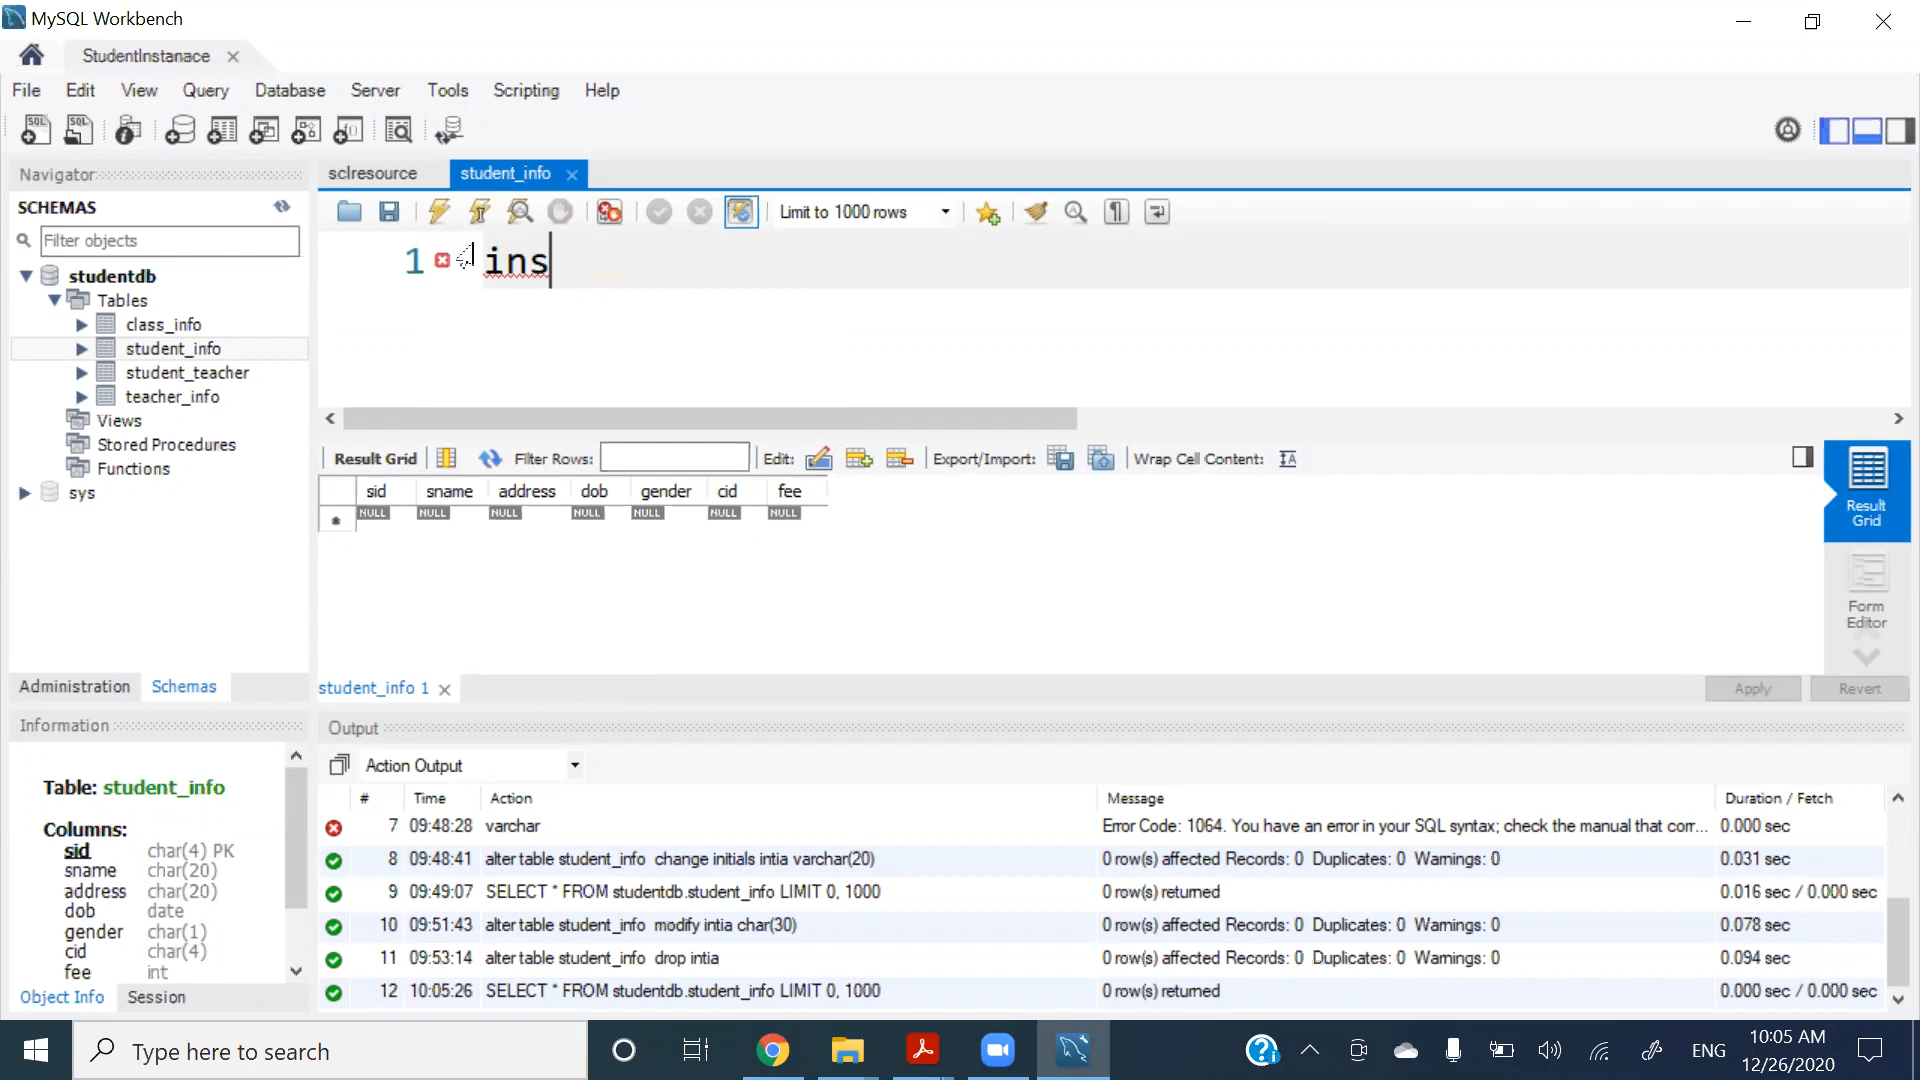 MySQL Workbench
StudentInstanace
File Edit View Query Database Server Tools Scripting Help
Navigator
SCHEMAS
Filter objects
studentdb
Tables
class_info
student_info
student_teacher
teacher_info
Views
Stored Procedures
Functions
sys
Administration Schemas
Information
Table: student_info
Columns:
sid char(4) PK
sname char(20)
address char(20)
dob date
gender char(1)
cid char(4)
fee int
Object Info Session
sclresource student_info
Limit to 1000 rows
1 ins
Result Grid Filter Rows: Edit: Export/Import: Wrap Cell Content:
sid sname address dob gender cid fee
NULL NULL NULL NULL NULL NULL NULL
Result
Grid
Form
Editor
student_info 1 Apply Revert
Output
Action Output
# Time Action Message Duration / Fetch
7 09:48:28 varchar Error Code: 1064. You have an error in your SQL syntax; check the manual that corr... 0.000 sec
8 09:48:41 alter table student_info change initials intia varchar(20) 0 row(s) affected Records: 0 Duplicates: 0 Warnings: 0 0.031 sec
9 09:49:07 SELECT * FROM studentdb.student_info LIMIT 0, 1000 0 row(s) returned 0.016 sec / 0.000 sec
10 09:51:43 alter table student_info modify intia char(30) 0 row(s) affected Records: 0 Duplicates: 0 Warnings: 0 0.078 sec
11 09:53:14 alter table student_info drop intia 0 row(s) affected Records: 0 Duplicates: 0 Warnings: 0 0.094 sec
12 10:05:26 SELECT * FROM studentdb.student_info LIMIT 0, 1000 0 row(s) returned 0.000 sec / 0.000 sec
Type here to search
ENG
10:05 AM
12/26/2020